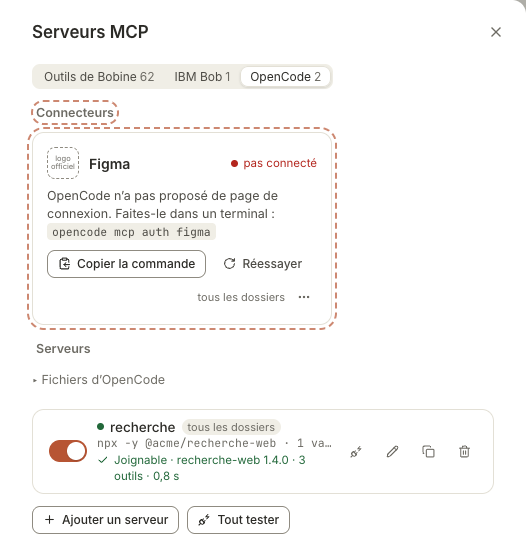 Serveurs MCP
Outils de Bobine 62 IBM Bob 1 OpenCode 2
Connecteurs
logo
officiel
Figma
pas connecté
OpenCode n’a pas proposé de page de
connexion. Faites-le dans un terminal :
opencode mcp auth figma
Copier la commande Réessayer
tous les dossiers ···
Serveurs
▸ Fichiers d’OpenCode
recherche tous les dossiers
npx -y @acme/recherche-web · 1 va…
✓ Joignable · recherche-web 1.4.0 · 3
outils · 0,8 s
+ Ajouter un serveur Tout tester